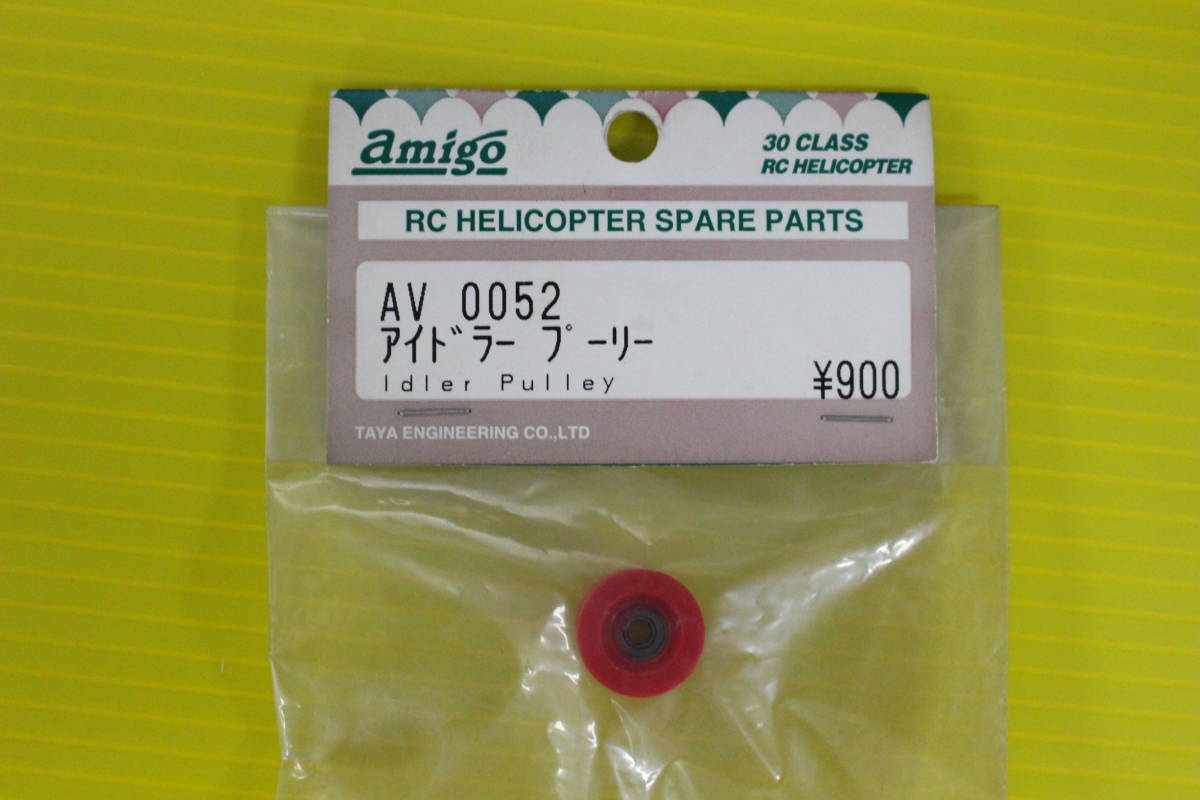 amigo
30 CLASS
RC HELICOPTER
RC HELICOPTER SPARE PARTS
AV 0052
アイドラー プーリー
Idler Pulley
¥900
TAYA ENGINEERING CO.,LTD